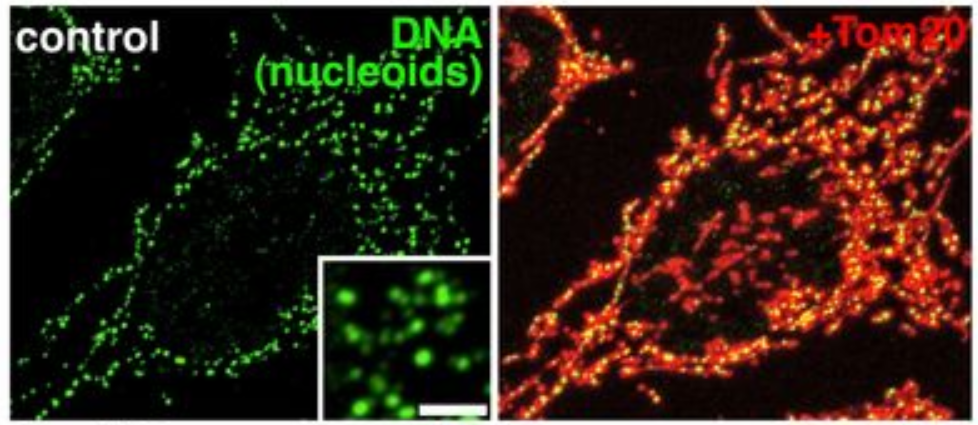 control
DNA
(nucleoids)
+Tom20